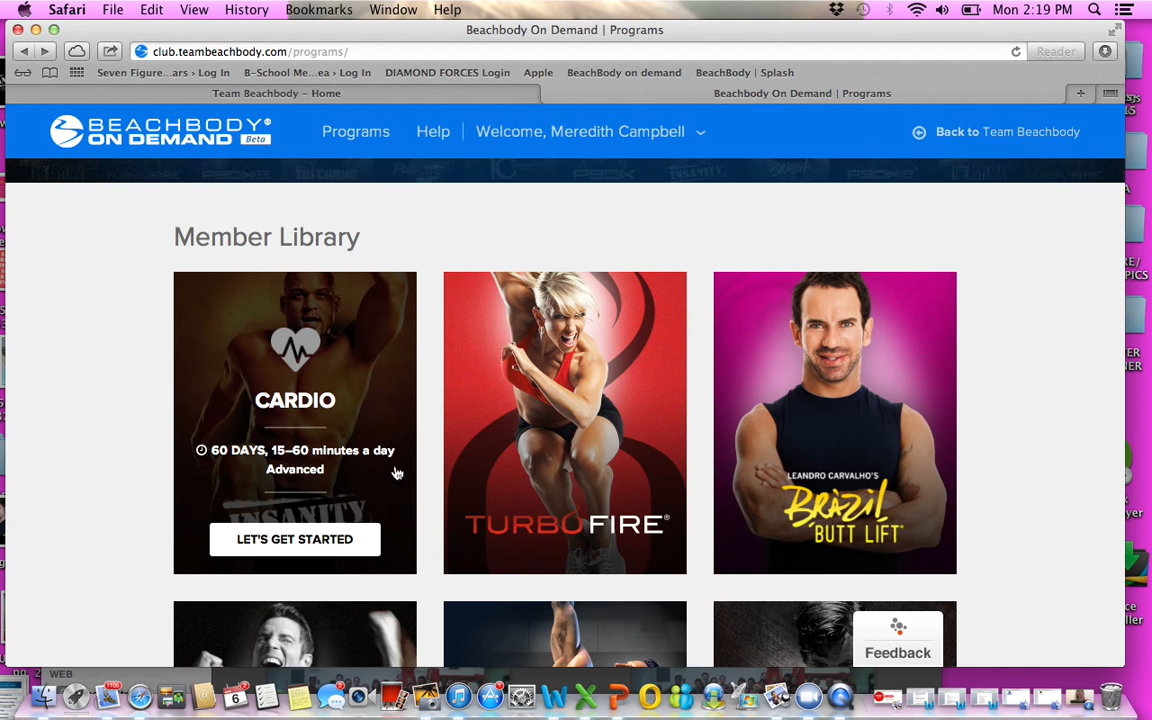 Safari File Edit View History Bookmarks Window Help Mon 2:19 PM
Beachbody On Demand | Programs
club.teambeachbody.com/programs/ Reader
Seven Figure...ars › Log In B-School Me...ea › Log In DIAMOND FORCES Login Apple BeachBody on demand BeachBody | Splash
Team Beachbody – Home Beachbody On Demand | Programs
BEACHBODY®
ON DEMAND Beta
Programs Help Welcome, Meredith Campbell Back to Team Beachbody
Member Library
CARDIO
60 DAYS, 15–60 minutes a day
Advanced
INSANITY
LET'S GET STARTED
TURBO FIRE®
LEANDRO CARVALHO'S
BRAZIL
BUTT LIFT®
Feedback
WEB